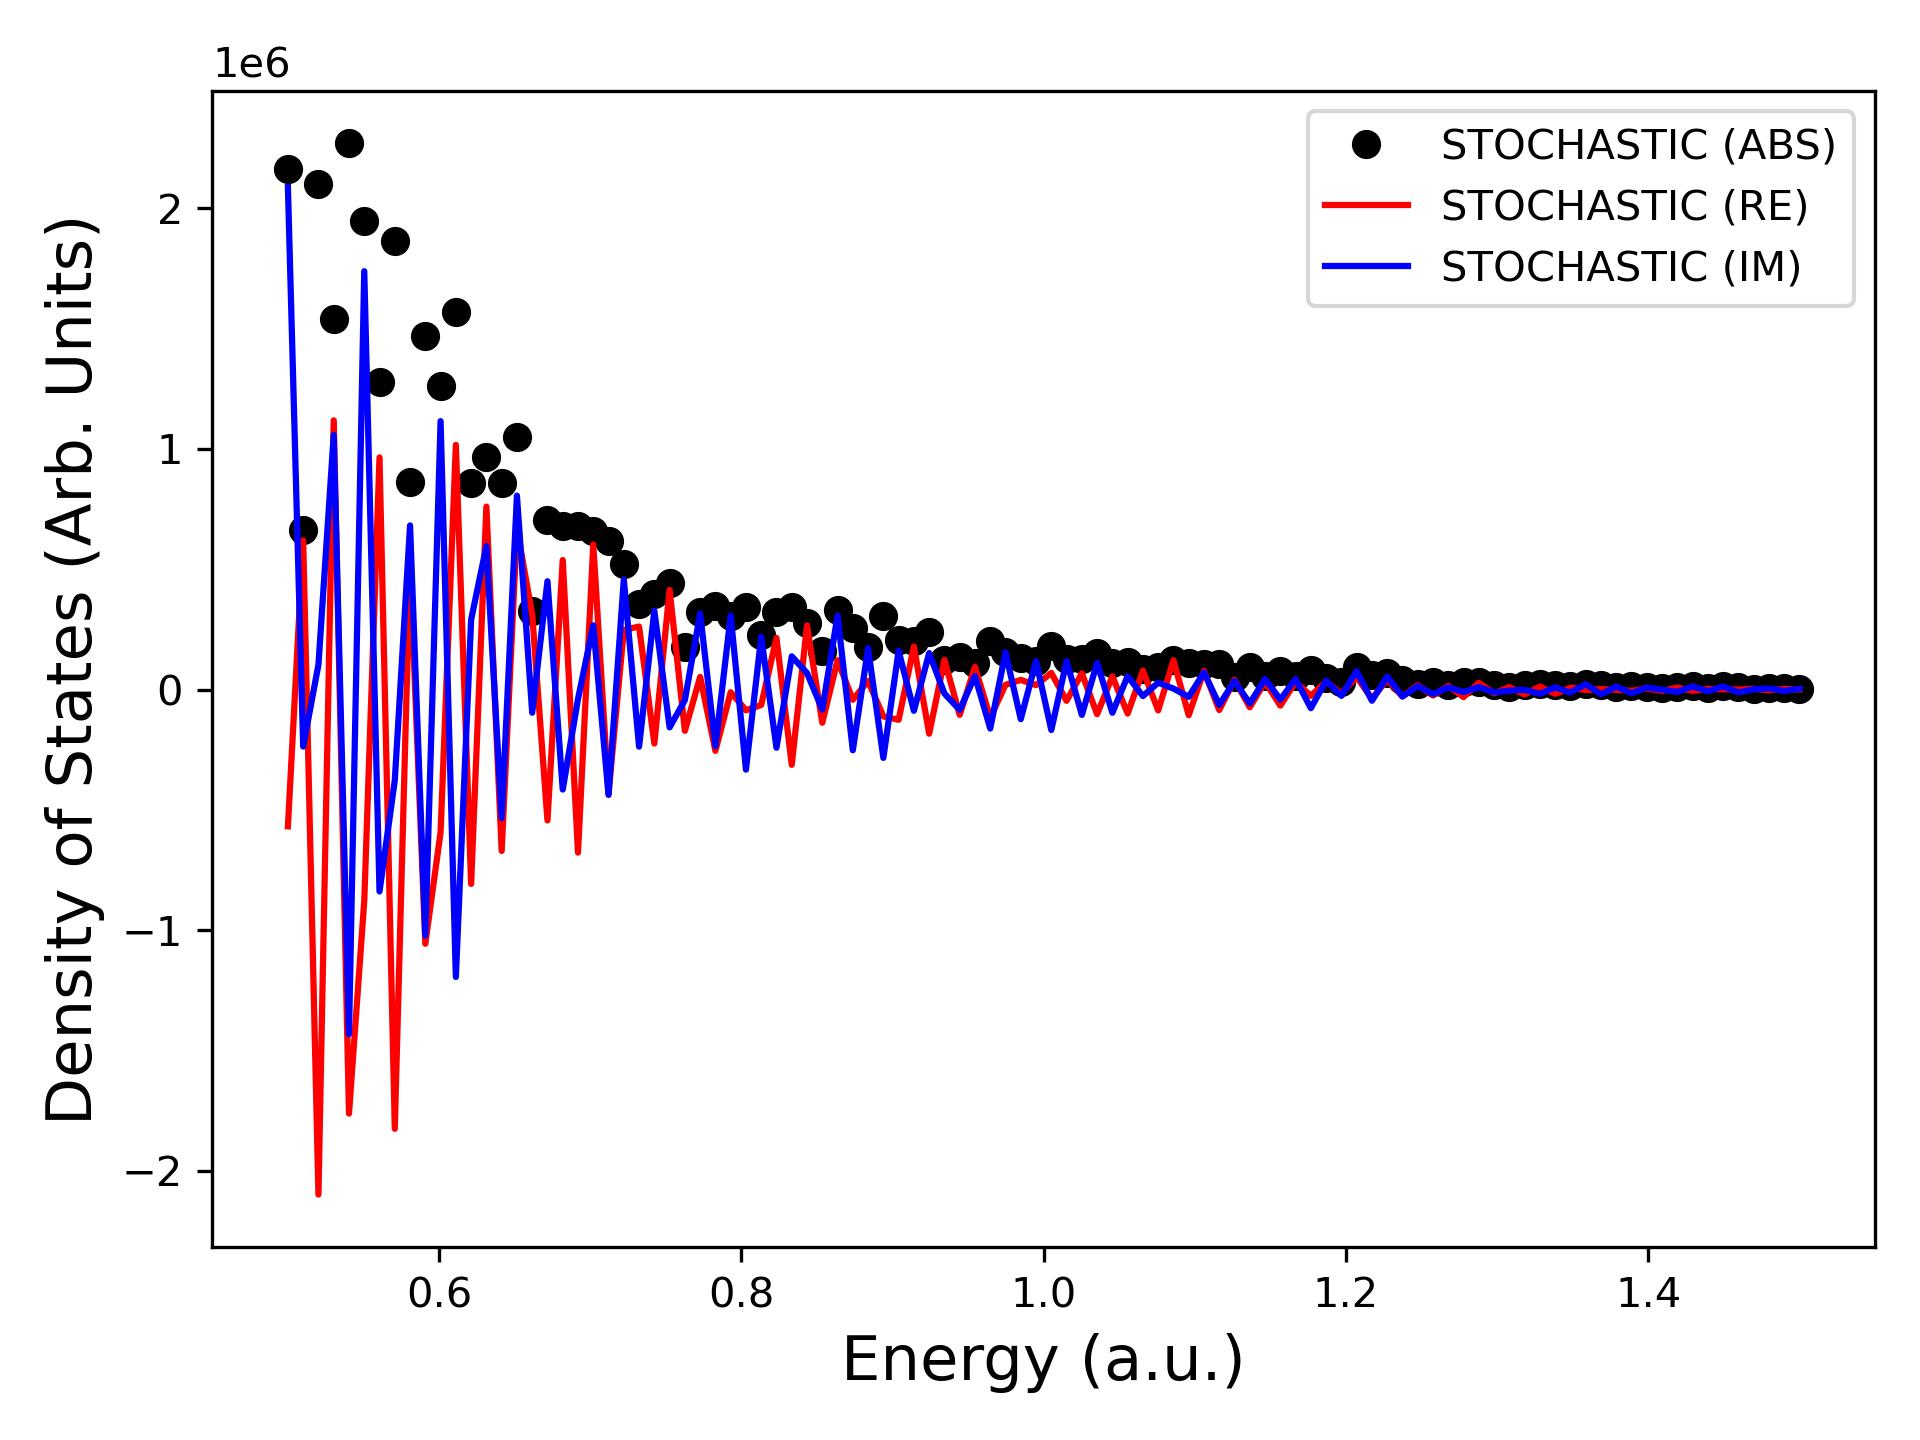 1e6
STOCHASTIC (ABS)
STOCHASTIC (RE)
STOCHASTIC (IM)
Density of States (Arb. Units)
2
1
0
−1
−2
0.6 0.8 1.0 1.2 1.4
Energy (a.u.)